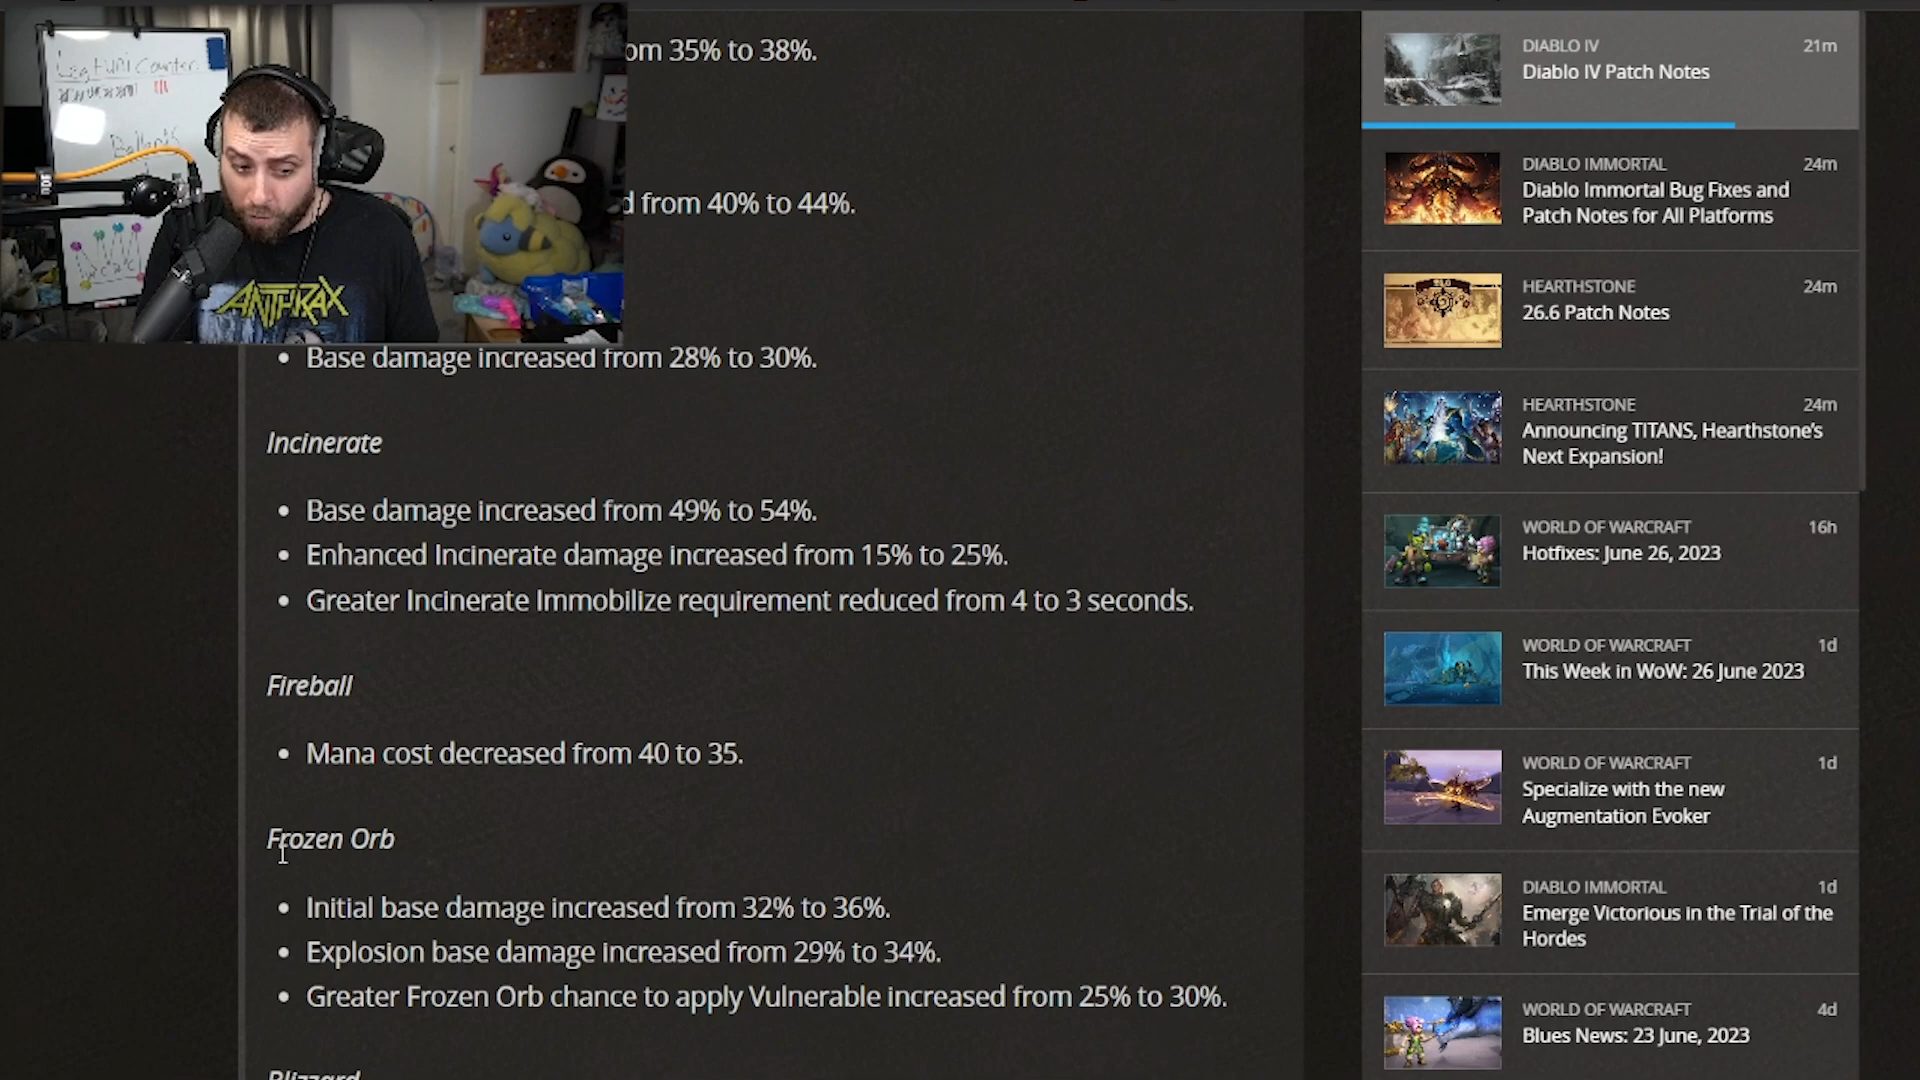 Leg Funi Counter:
ANTHRAX
om 35% to 38%.
d from 40% to 44%.
• Base damage increased from 28% to 30%.
Incinerate
• Base damage increased from 49% to 54%.
• Enhanced Incinerate damage increased from 15% to 25%.
• Greater Incinerate Immobilize requirement reduced from 4 to 3 seconds.
Fireball
• Mana cost decreased from 40 to 35.
Frozen Orb
• Initial base damage increased from 32% to 36%.
• Explosion base damage increased from 29% to 34%.
• Greater Frozen Orb chance to apply Vulnerable increased from 25% to 30%.
Blizzard
DIABLO IV 21m
Diablo IV Patch Notes
DIABLO IMMORTAL 24m
Diablo Immortal Bug Fixes and
Patch Notes for All Platforms
HEARTHSTONE 24m
26.6 Patch Notes
HEARTHSTONE 24m
Announcing TITANS, Hearthstone's
Next Expansion!
WORLD OF WARCRAFT 16h
Hotfixes: June 26, 2023
WORLD OF WARCRAFT 1d
This Week in WoW: 26 June 2023
WORLD OF WARCRAFT 1d
Specialize with the new
Augmentation Evoker
DIABLO IMMORTAL 1d
Emerge Victorious in the Trial of the
Hordes
WORLD OF WARCRAFT 4d
Blues News: 23 June, 2023